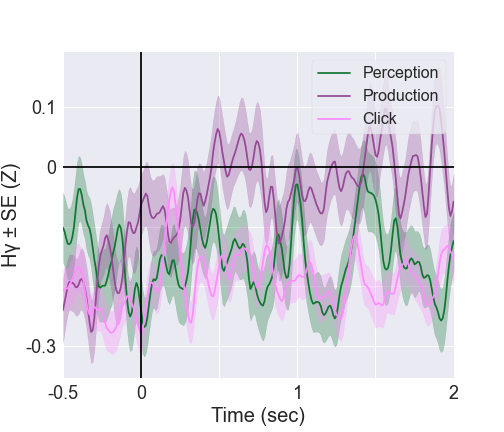 Perception
Production
Click
0.1
0
-0.3
Hγ ± SE (Z)
-0.5 0 1 2
Time (sec)